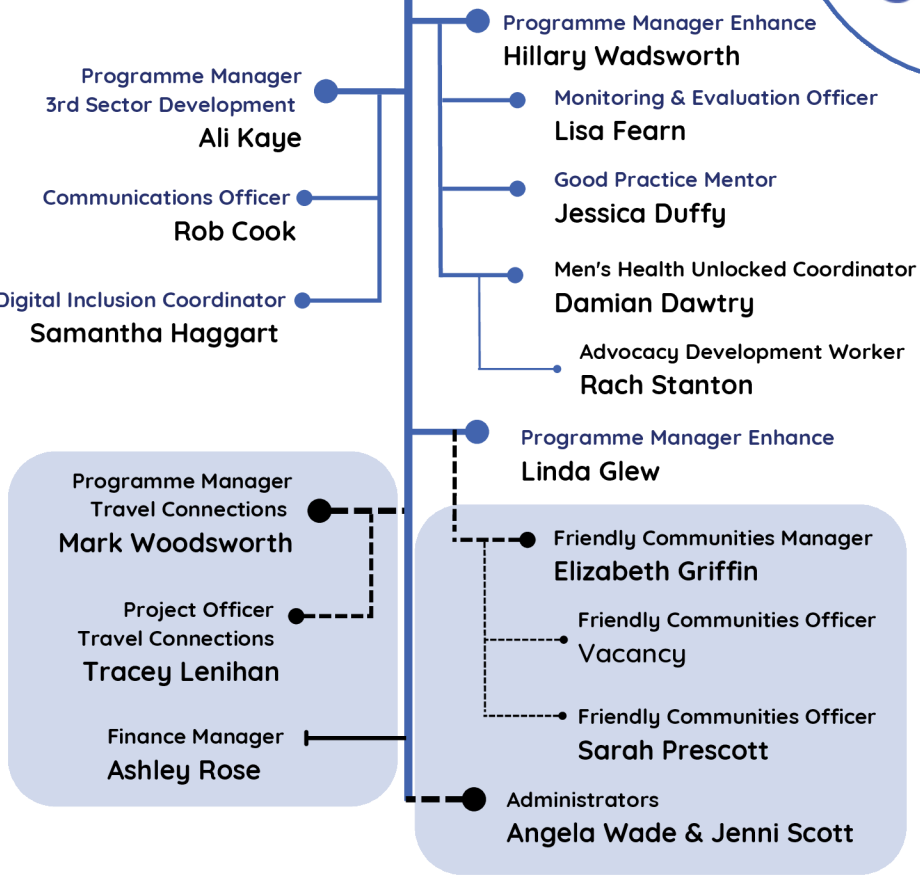 Programme Manager Enhance
Hillary Wadsworth
Programme Manager
3rd Sector Development
Ali Kaye
Monitoring & Evaluation Officer
Lisa Fearn
Good Practice Mentor
Jessica Duffy
Communications Officer
Rob Cook
Men's Health Unlocked Coordinator
Damian Dawtry
Digital Inclusion Coordinator
Samantha Haggart
Advocacy Development Worker
Rach Stanton
Programme Manager Enhance
Linda Glew
Programme Manager
Travel Connections
Mark Woodsworth
Friendly Communities Manager
Elizabeth Griffin
Project Officer
Travel Connections
Tracey Lenihan
Friendly Communities Officer
Vacancy
Friendly Communities Officer
Sarah Prescott
Finance Manager
Ashley Rose
Administrators
Angela Wade & Jenni Scott